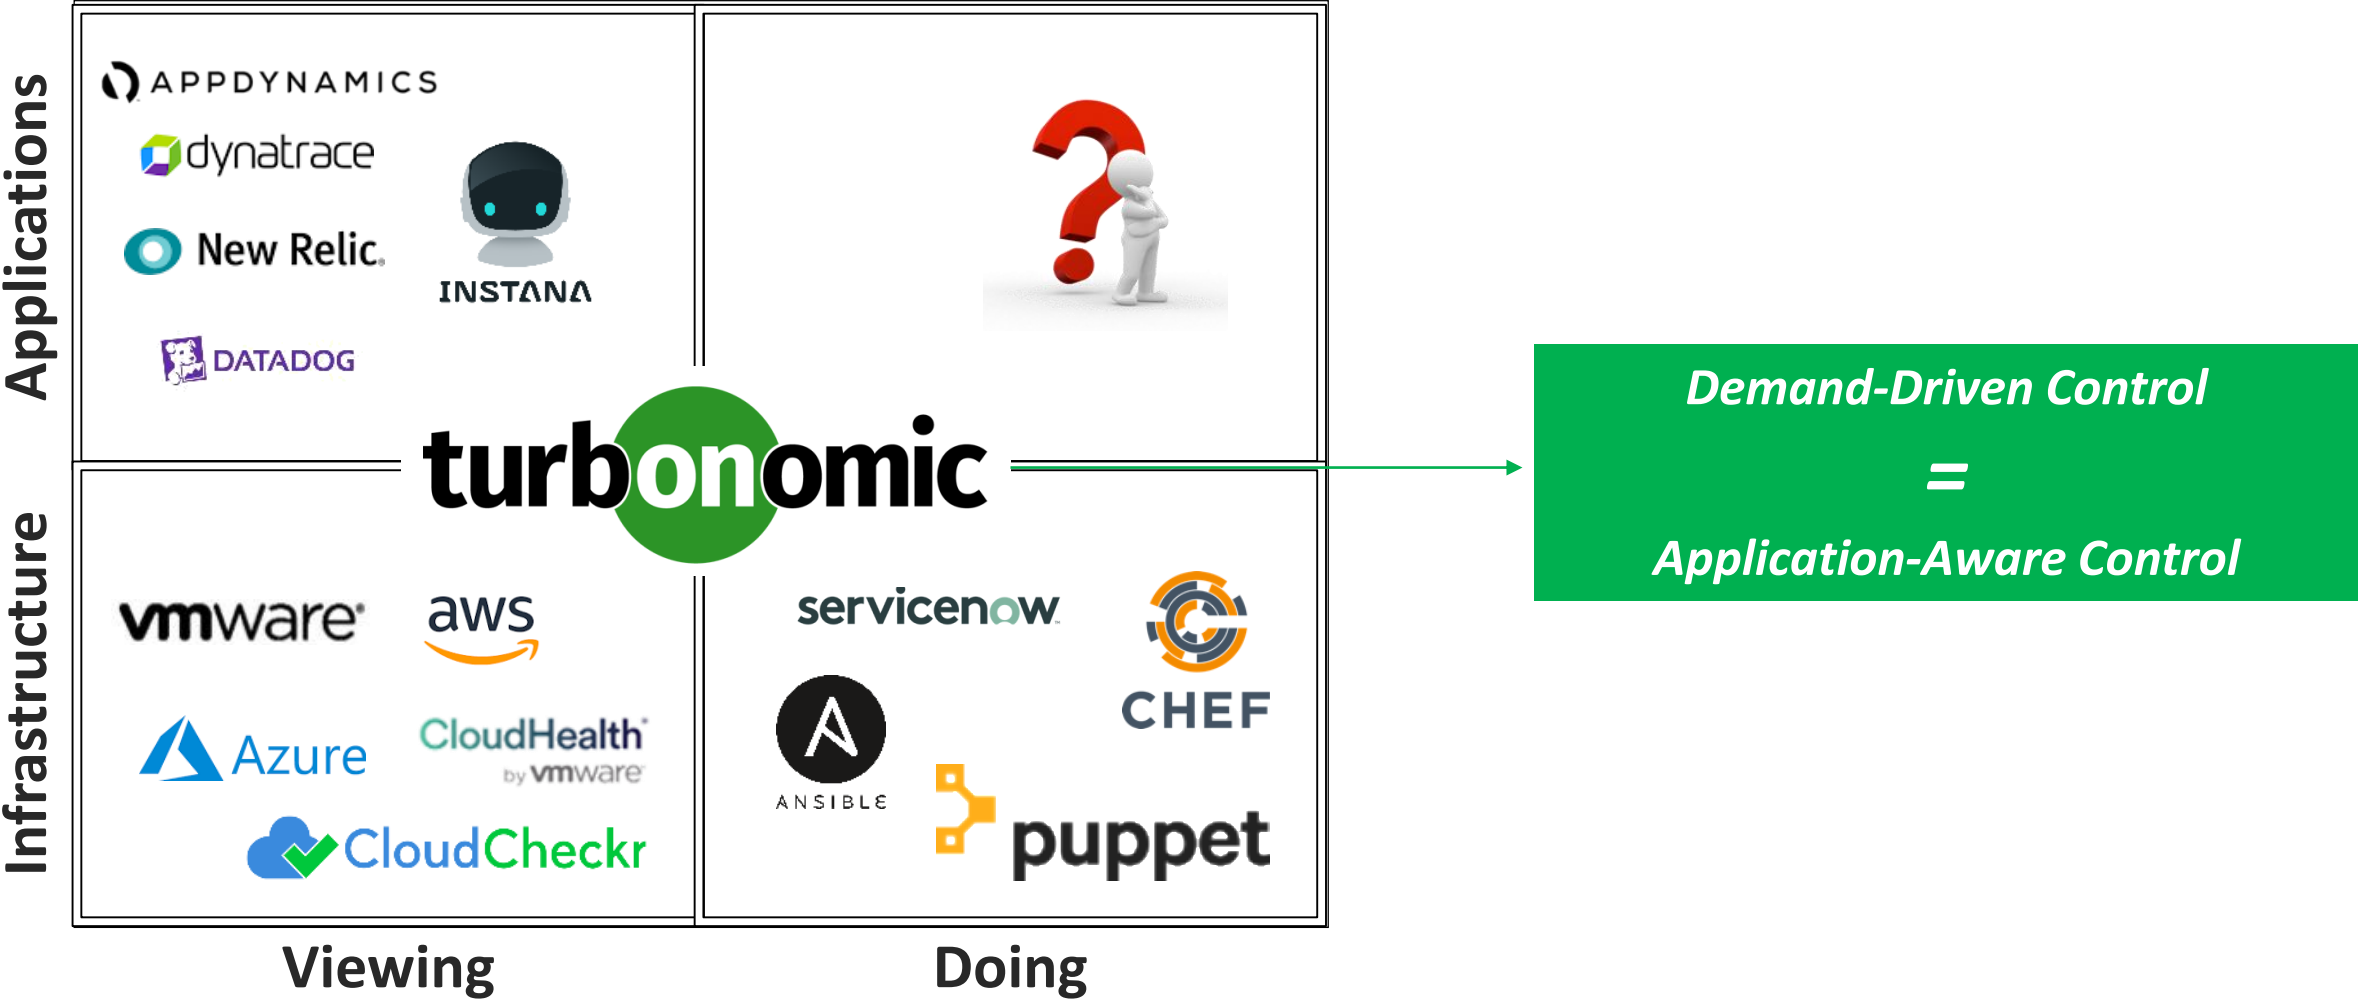 Applications
APPDYNAMICS
dynatrace
New Relic®
INSTANA
DATADOG
turbonomic
Demand-Driven Control
=
Application-Aware Control
Infrastructure
vmware®
aws
Azure
CloudHealth®
by vmware®
CloudCheckr
servicenow™
CHEF
ANSIBLE
puppet
Viewing
Doing